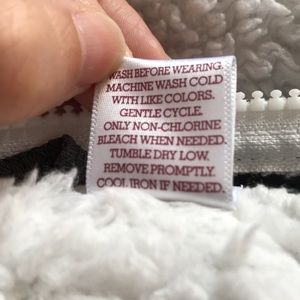 WASH BEFORE WEARING.
MACHINE WASH COLD
WITH LIKE COLORS.
GENTLE CYCLE.
ONLY NON-CHLORINE
BLEACH WHEN NEEDED.
TUMBLE DRY LOW.
REMOVE PROMPTLY.
COOL IRON IF NEEDED.